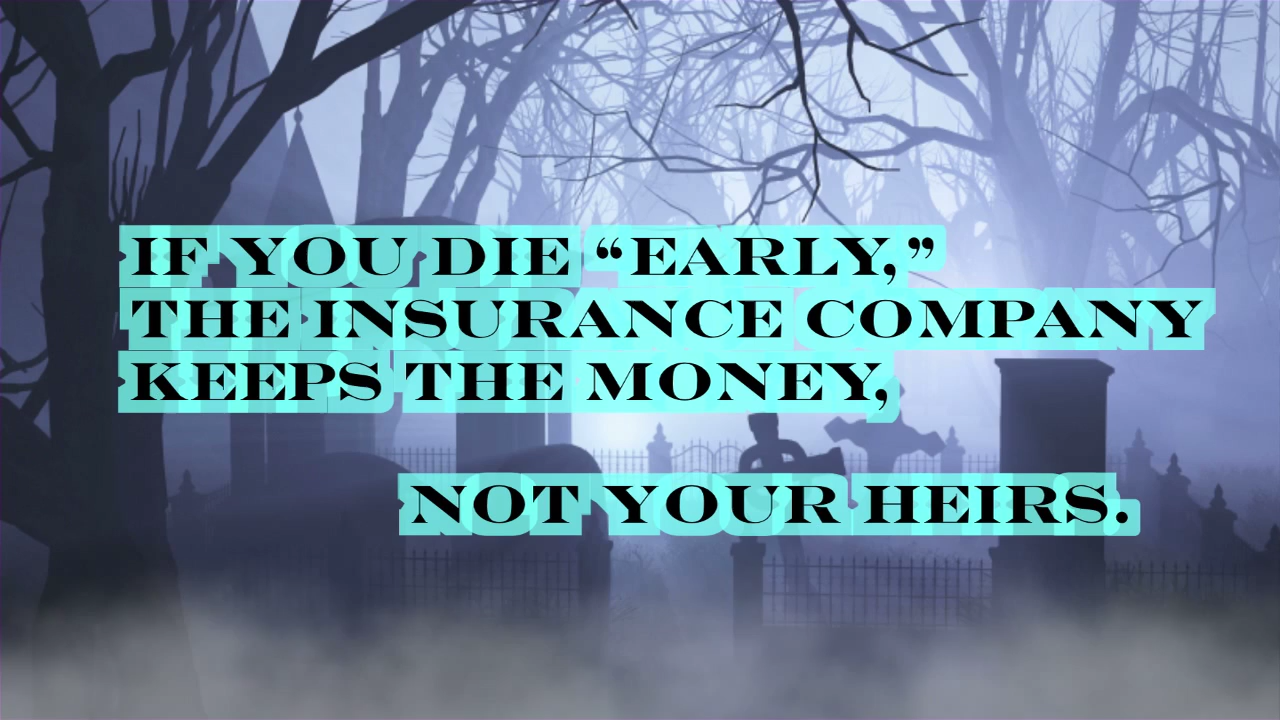 IF YOU DIE “EARLY,”
THE INSURANCE COMPANY
KEEPS THE MONEY,
NOT YOUR HEIRS.